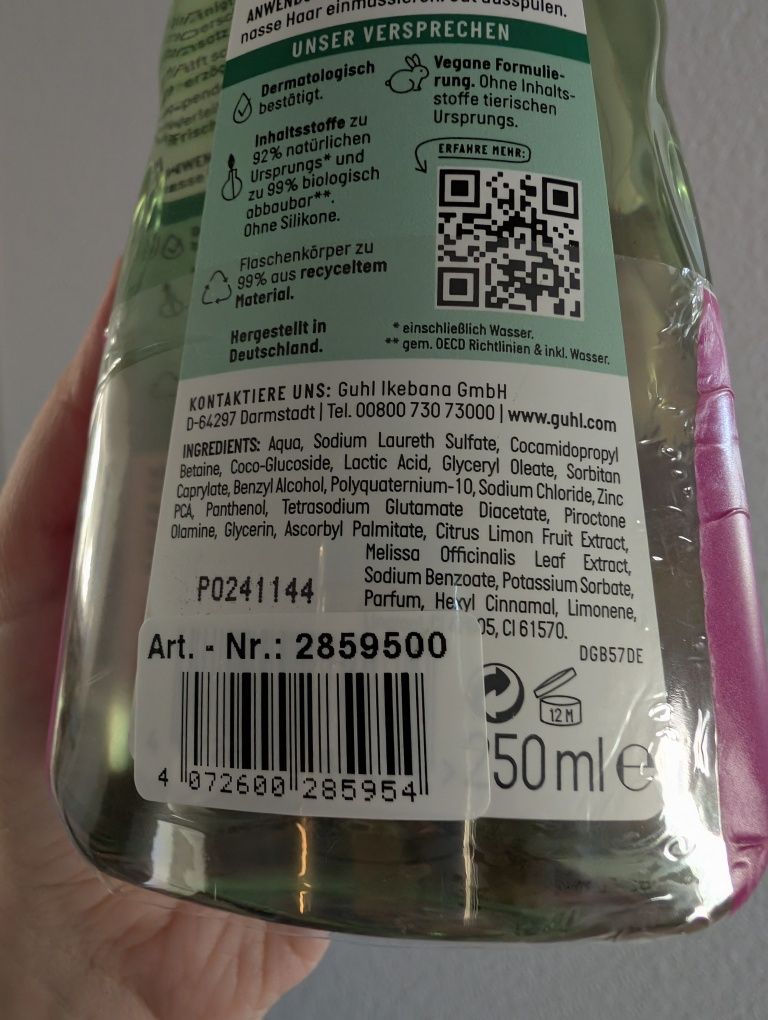 nasse Haar einmassieren. Gut ausspülen.
UNSER VERSPRECHEN
Dermatologisch
bestätigt.
Vegane Formulie-
rung. Ohne Inhalts-
stoffe tierischen
Ursprungs.
Inhaltsstoffe zu
92% natürlichen
Ursprungs* und
zu 99% biologisch
abbaubar**.
Ohne Silikone.
ERFAHRE MEHR:
Flaschenkörper zu
99% aus recyceltem
Material.
Hergestellt in
Deutschland.
* einschließlich Wasser.
** gem. OECD Richtlinien & inkl. Wasser.
KONTAKTIERE UNS: Guhl Ikebana GmbH
D-64297 Darmstadt | Tel. 00800 730 73000 | www.guhl.com
INGREDIENTS: Aqua, Sodium Laureth Sulfate, Cocamidopropyl
Betaine, Coco-Glucoside, Lactic Acid, Glyceryl Oleate, Sorbitan
Caprylate, Benzyl Alcohol, Polyquaternium-10, Sodium Chloride, Zinc
PCA, Panthenol, Tetrasodium Glutamate Diacetate, Piroctone
Olamine, Glycerin, Ascorbyl Palmitate, Citrus Limon Fruit Extract,
Melissa Officinalis Leaf Extract,
Sodium Benzoate, Potassium Sorbate,
Parfum, Hexyl Cinnamal, Limonene,
05, CI 61570.
P0241144
DGB57DE
Art. - Nr.: 2859500
4 072600 285954
12 M
50 ml e